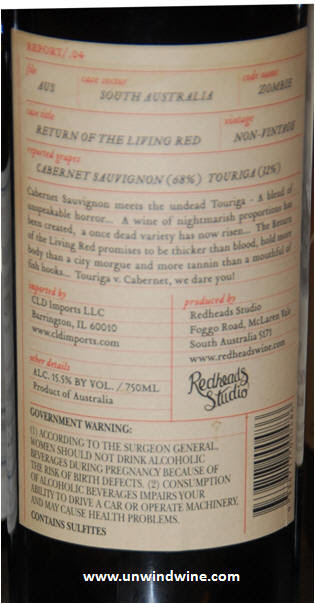 REPORT/ .04
file
case sector
code name
AUS
SOUTH AUSTRALIA
ZOMBIE
case title
vintage
RETURN OF THE LIVING RED
NON-VINTAGE
reported grapes
CABERNET SAUVIGNON (68%) TOURIGA (32%)
Cabernet Sauvignon meets the undead Touriga - A blend of
unspeakable horror... A wine of nightmarish proportions has
been created, a once dead variety has now risen... The Return
of the Living Red promises to be thicker than blood, hold more
body than a city morgue and more tannin than a mouthful of
fish hooks... Touriga v. Cabernet, we dare you!
imported by
CLD Imports LLC
Barrington, IL 60010
www.cldimports.com
produced by
Redheads Studio
Foggo Road, McLaren Vale
South Australia 5171
www.redheadswine.com
other details
ALC. 15.5% BY VOL. / 750ML
Product of Australia
Redheads
Studio
GOVERNMENT WARNING:
(1) ACCORDING TO THE SURGEON GENERAL,
WOMEN SHOULD NOT DRINK ALCOHOLIC
BEVERAGES DURING PREGNANCY BECAUSE OF
THE RISK OF BIRTH DEFECTS. (2) CONSUMPTION
OF ALCOHOLIC BEVERAGES IMPAIRS YOUR
ABILITY TO DRIVE A CAR OR OPERATE MACHINERY,
AND MAY CAUSE HEALTH PROBLEMS.
CONTAINS SULFITES
www.unwindwine.com